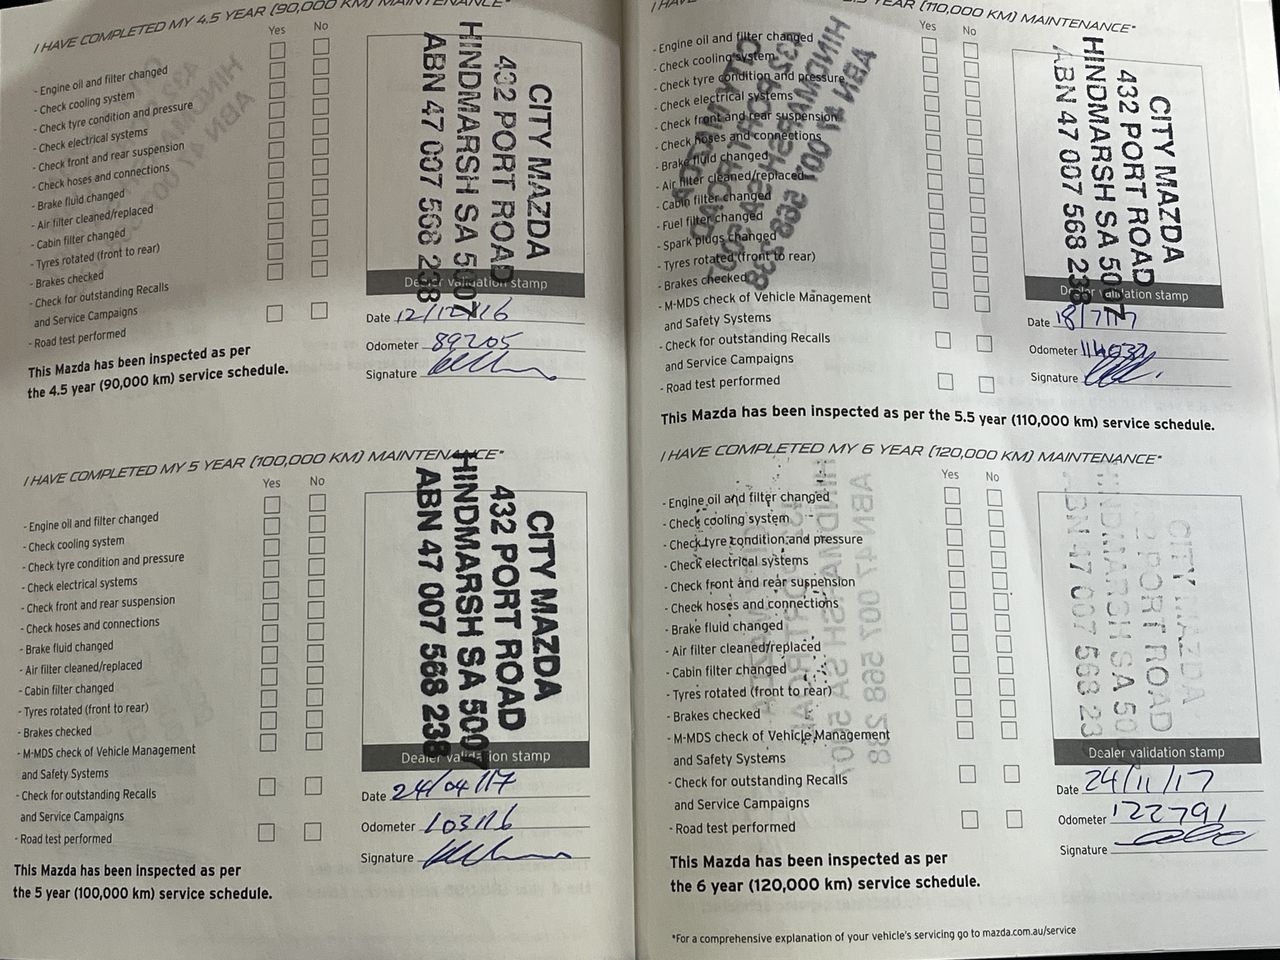 I HAVE COMPLETED MY 4.5 YEAR (90,000 KM) MAINTENANCE*
Yes No
- Engine oil and filter changed
- Check cooling system
- Check tyre condition and pressure
- Check electrical systems
- Check front and rear suspension
- Check hoses and connections
- Brake fluid changed
- Air filter cleaned/replaced
- Cabin filter changed
- Tyres rotated (front to rear)
- Brakes checked
- Check for outstanding Recalls
and Service Campaigns
- Road test performed
This Mazda has been inspected as per
the 4.5 year (90,000 km) service schedule.
CITY MAZDA
432 PORT ROAD
HINDMARSH SA 5007
ABN 47 007 568 238
Dealer validation stamp
Date 12/12/16
Odometer 89205
Signature
I HAVE COMPLETED MY 5 YEAR (100,000 KM) MAINTENANCE*
Yes No
- Engine oil and filter changed
- Check cooling system
- Check tyre condition and pressure
- Check electrical systems
- Check front and rear suspension
- Check hoses and connections
- Brake fluid changed
- Air filter cleaned/replaced
- Cabin filter changed
- Tyres rotated (front to rear)
- Brakes checked
- M-MDS check of Vehicle Management
and Safety Systems
- Check for outstanding Recalls
and Service Campaigns
- Road test performed
This Mazda has been inspected as per
the 5 year (100,000 km) service schedule.
CITY MAZDA
432 PORT ROAD
HINDMARSH SA 5007
ABN 47 007 568 238
Dealer validation stamp
Date 24/04/17
Odometer 103116
Signature
YEAR (110,000 KM) MAINTENANCE*
Yes No
- Engine oil and filter changed
- Check cooling system
- Check tyre condition and pressure
- Check electrical systems
- Check front and rear suspension
- Check hoses and connections
- Brake fluid changed
- Air filter cleaned/replaced
- Cabin filter changed
- Fuel filter changed
- Spark plugs changed
- Tyres rotated (front to rear)
- Brakes checked
- M-MDS check of Vehicle Management
and Safety Systems
- Check for outstanding Recalls
and Service Campaigns
- Road test performed
This Mazda has been inspected as per the 5.5 year (110,000 km) service schedule.
CITY MAZDA
432 PORT ROAD
HINDMARSH SA 5007
ABN 47 007 568 238
Dealer validation stamp
Date 18/7/17
Odometer
Signature
I HAVE COMPLETED MY 6 YEAR (120,000 KM) MAINTENANCE*
Yes No
- Engine oil and filter changed
- Check cooling system
- Check tyre condition and pressure
- Check electrical systems
- Check front and rear suspension
- Check hoses and connections
- Brake fluid changed
- Air filter cleaned/replaced
- Cabin filter changed
- Tyres rotated (front to rear)
- Brakes checked
- M-MDS check of Vehicle Management
and Safety Systems
- Check for outstanding Recalls
and Service Campaigns
- Road test performed
This Mazda has been inspected as per
the 6 year (120,000 km) service schedule.
CITY MAZDA
PORT ROAD
HINDMARSH SA 50
ABN 47 007 568 23
Dealer validation stamp
Date 24/11/17
Odometer 122791
Signature
*For a comprehensive explanation of your vehicle's servicing go to mazda.com.au/service